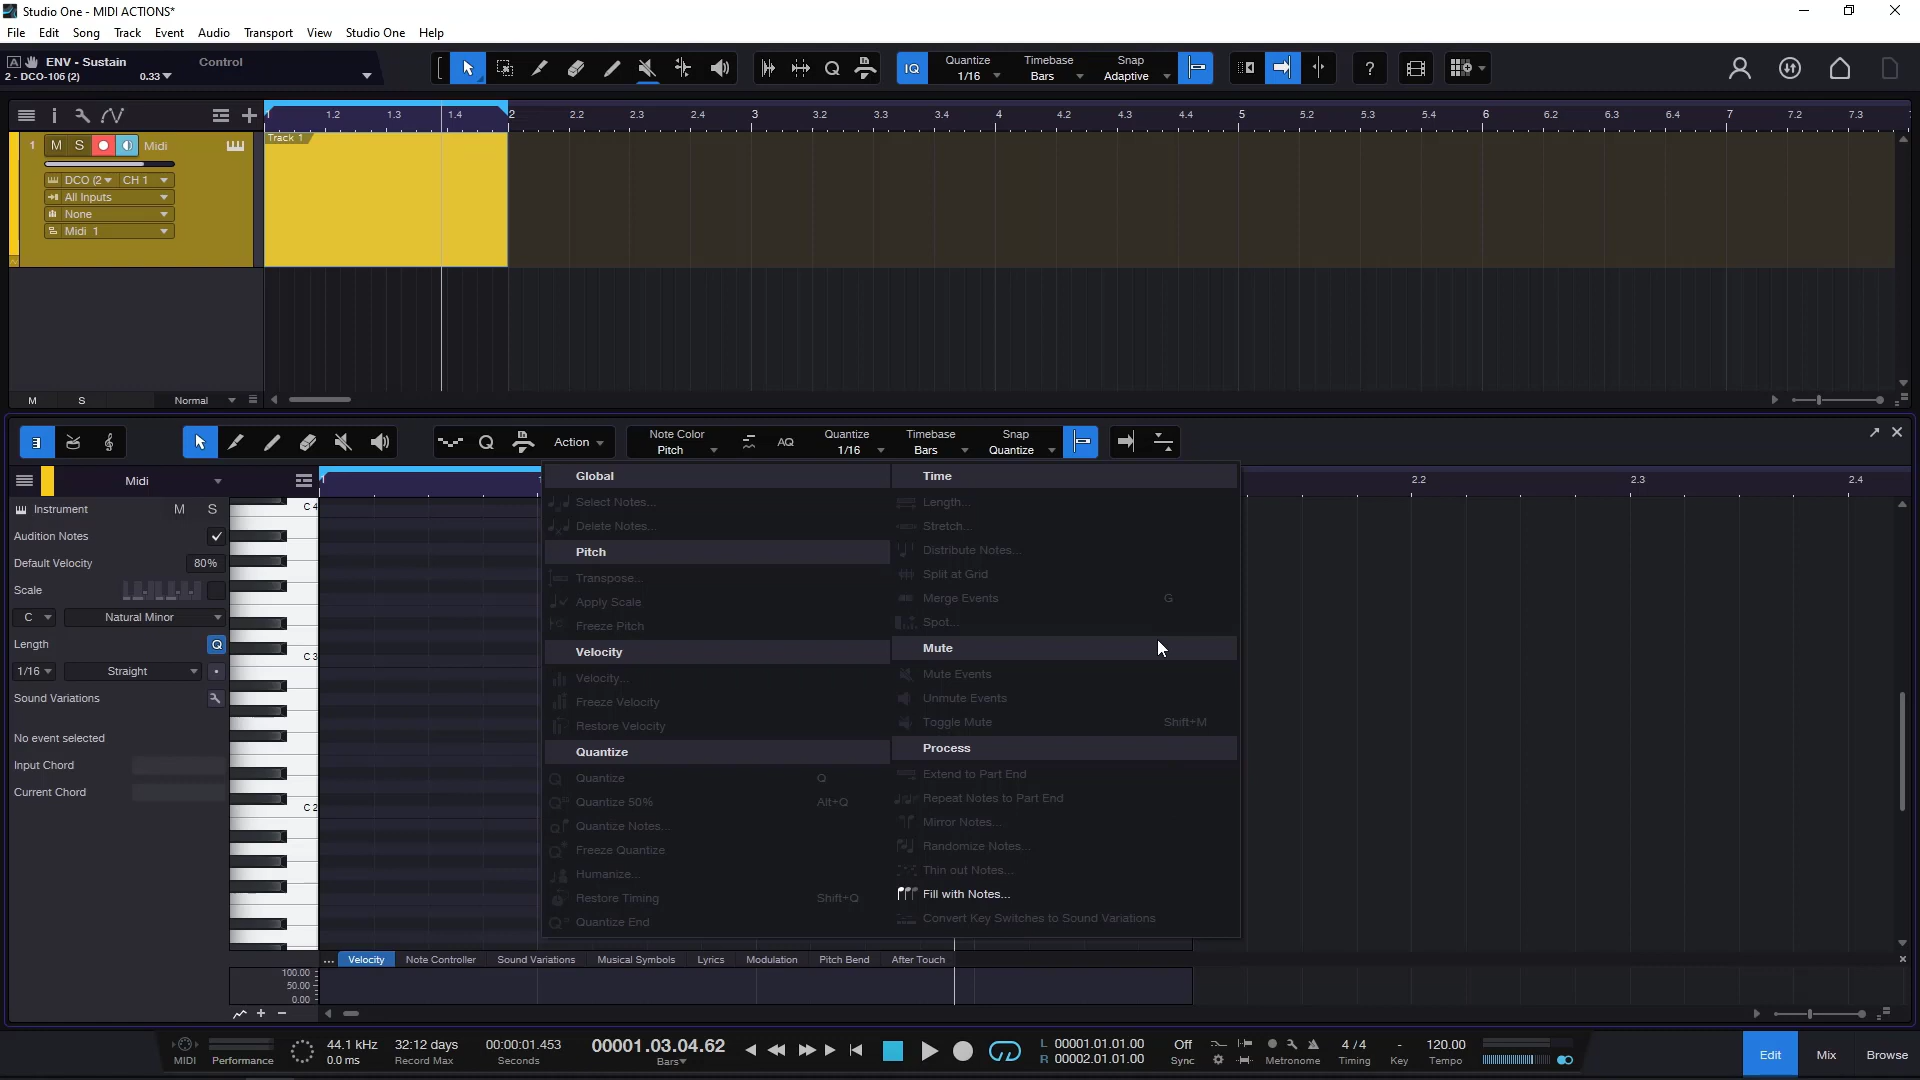 Studio One - MIDI ACTIONS*
File Edit Song Track Event Audio Transport View Studio One Help
ENV - Sustain Control
2 - DCO-106 (2) 0.33
IQ Quantize 1/16 Timebase Bars Snap Adaptive ?
1.2 1.3 1.4 2 2.2 2.3 2.4 3 3.2 3.3 3.4 4 4.2 4.3 4.4 5 5.2 5.3 5.4 6 6.2 6.3 6.4 7 7.2 7.3
1 M S Midi
Track 1
DCO (2 CH 1
All Inputs
None
Midi 1
M S Normal
Action Note Color Pitch AQ Quantize 1/16 Timebase Bars Snap Quantize
Midi
2.2 2.3 2.4
Instrument M S
Audition Notes
Default Velocity 80%
Scale
C Natural Minor
Length Q
1/16 Straight
Sound Variations
No event selected
Input Chord
Current Chord
C 4
C 3
C 2
Global
Select Notes...
Delete Notes...
Pitch
Transpose...
Apply Scale
Freeze Pitch
Velocity
Velocity...
Freeze Velocity
Restore Velocity
Quantize
Quantize Q
Quantize 50% Alt+Q
Quantize Notes...
Freeze Quantize
Humanize...
Restore Timing Shift+Q
Quantize End
Time
Length...
Stretch...
Distribute Notes...
Split at Grid
Merge Events G
Spot...
Mute
Mute Events
Unmute Events
Toggle Mute Shift+M
Process
Extend to Part End
Repeat Notes to Part End
Mirror Notes...
Randomize Notes...
Thin out Notes...
Fill with Notes...
Convert Key Switches to Sound Variations
... Velocity Note Controller Sound Variations Musical Symbols Lyrics Modulation Pitch Bend After Touch
100.00
50.00
0.00
MIDI Performance
44.1 kHz
0.0 ms
32:12 days
Record Max
00:00:01.453
Seconds
00001.03.04.62
Bars
L 00001.01.01.00
R 00002.01.01.00
Off
Sync
Metronome
4 / 4
Timing
-
Key
120.00
Tempo
Edit Mix Browse